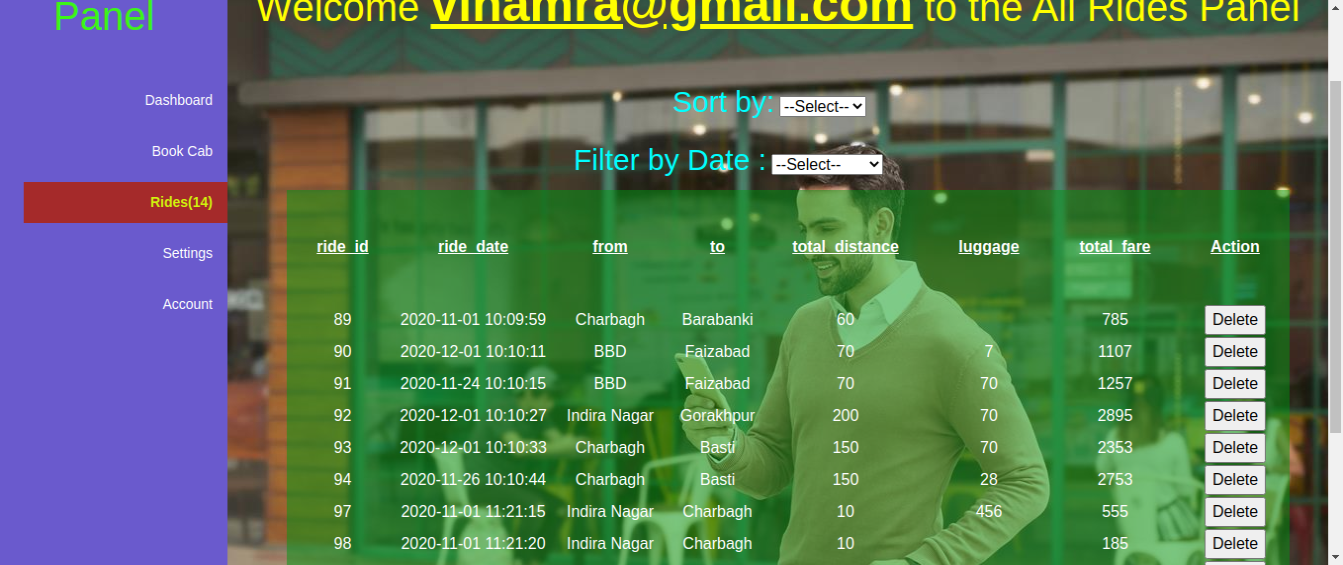 Panel
Welcome vinamra@gmail.com to the All Rides Panel
Dashboard
Book Cab
Rides(14)
Settings
Account
Sort by: --Select--
Filter by Date : --Select--
ride_id ride_date from to total_distance luggage total_fare Action
89 2020-11-01 10:09:59 Charbagh Barabanki 60 785 Delete
90 2020-12-01 10:10:11 BBD Faizabad 70 7 1107 Delete
91 2020-11-24 10:10:15 BBD Faizabad 70 70 1257 Delete
92 2020-12-01 10:10:27 Indira Nagar Gorakhpur 200 70 2895 Delete
93 2020-12-01 10:10:33 Charbagh Basti 150 70 2353 Delete
94 2020-11-26 10:10:44 Charbagh Basti 150 28 2753 Delete
97 2020-11-01 11:21:15 Indira Nagar Charbagh 10 456 555 Delete
98 2020-11-01 11:21:20 Indira Nagar Charbagh 10 185 Delete